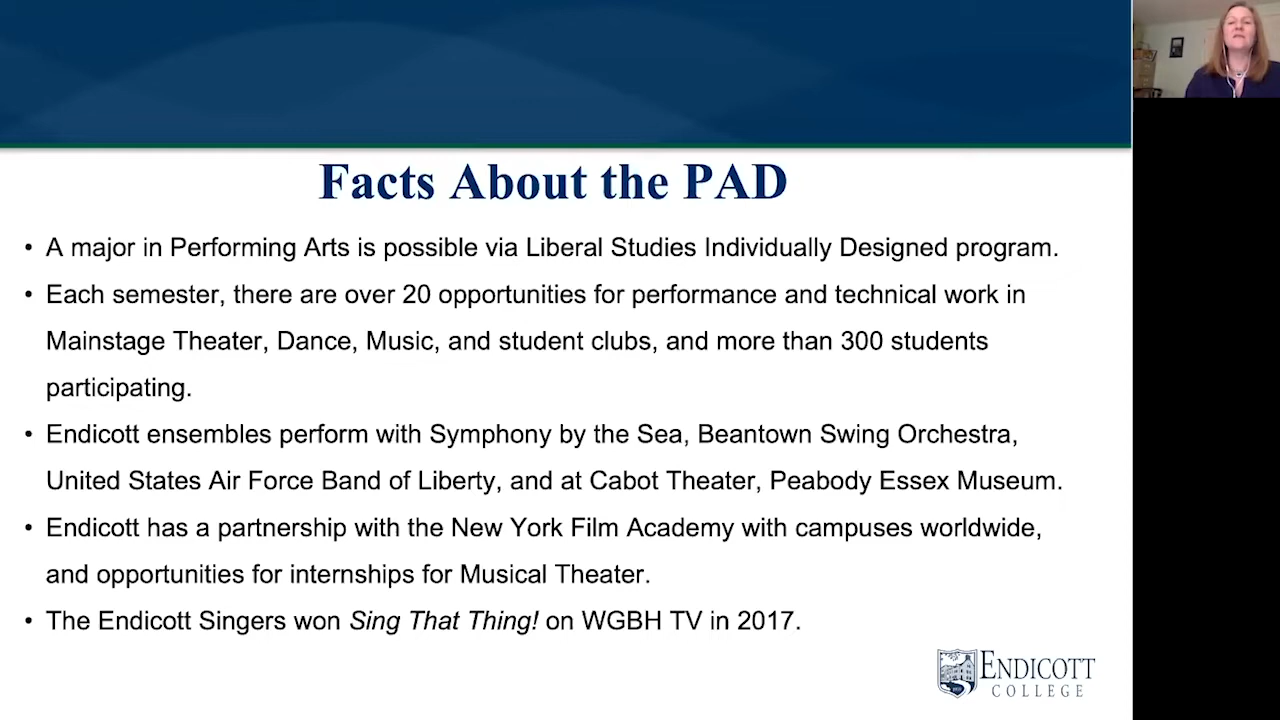 Facts About the PAD
• A major in Performing Arts is possible via Liberal Studies Individually Designed program.
• Each semester, there are over 20 opportunities for performance and technical work in
Mainstage Theater, Dance, Music, and student clubs, and more than 300 students
participating.
• Endicott ensembles perform with Symphony by the Sea, Beantown Swing Orchestra,
United States Air Force Band of Liberty, and at Cabot Theater, Peabody Essex Museum.
• Endicott has a partnership with the New York Film Academy with campuses worldwide,
and opportunities for internships for Musical Theater.
• The Endicott Singers won Sing That Thing! on WGBH TV in 2017.
ENDICOTT
COLLEGE